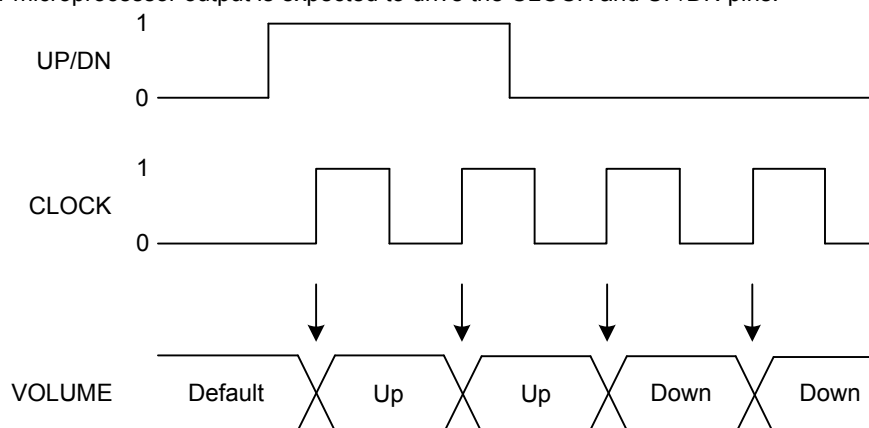 microprocessor output is expected to drive the CLOCK and UP/DN pins.
1
UP/DN
0
1
CLOCK
0
VOLUME Default Up Up Down Down